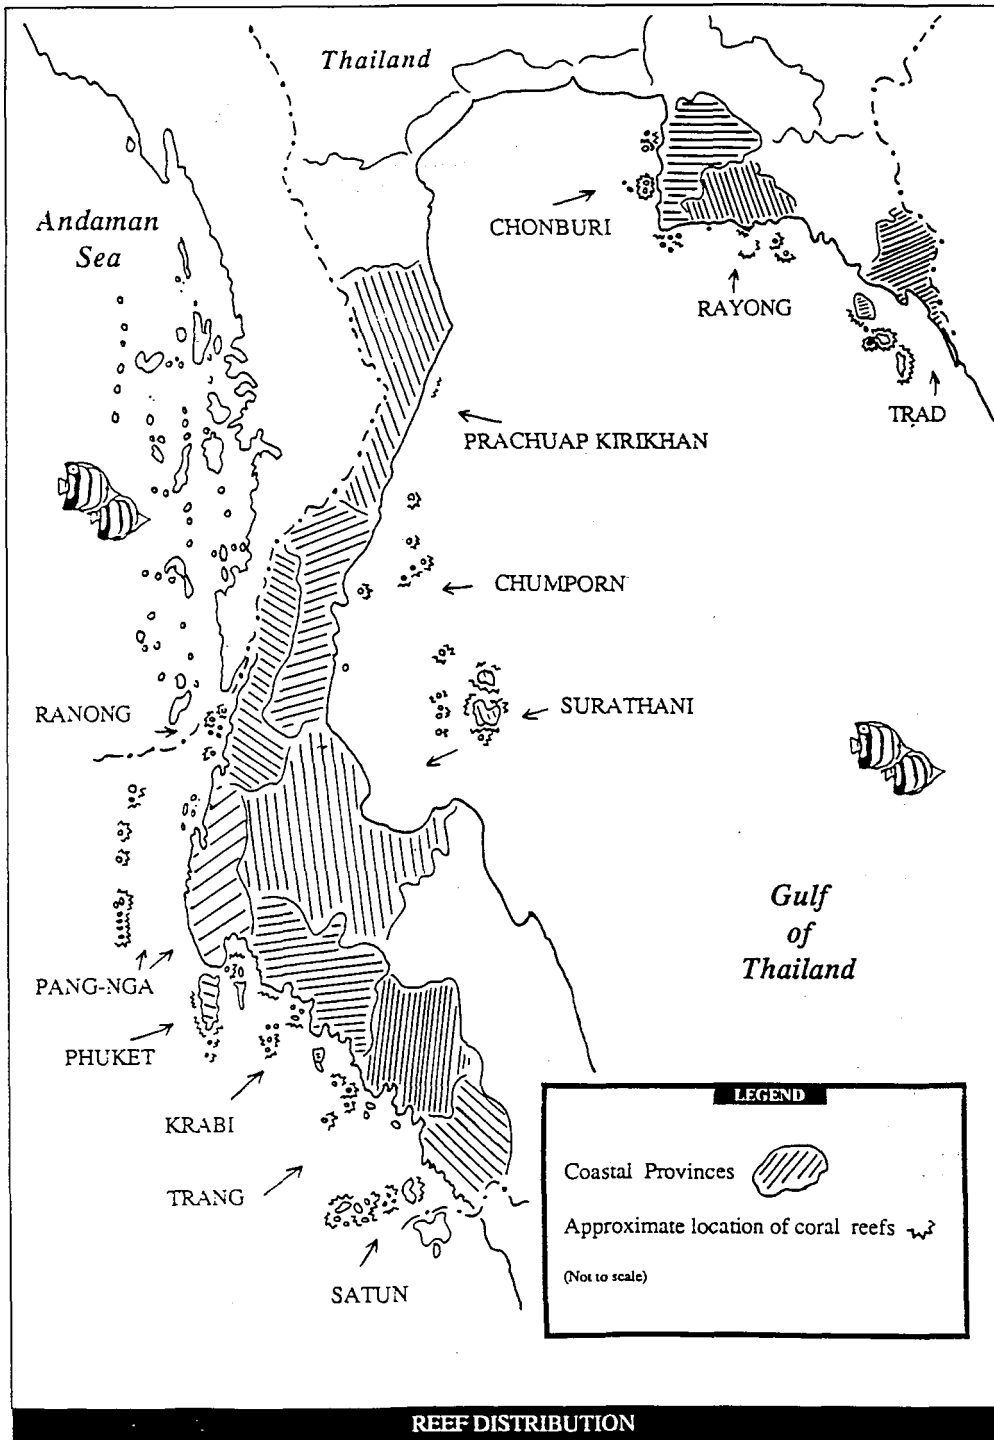 Thailand
Andaman
Sea
CHONBURI
RAYONG
TRAD
PRACHUAP KIRIKHAN
CHUMPORN
SURATHANI
RANONG
Gulf
of
Thailand
PANG-NGA
PHUKET
KRABI
TRANG
SATUN
LEGEND
Coastal Provinces
Approximate location of coral reefs
(Not to scale)
REEF DISTRIBUTION